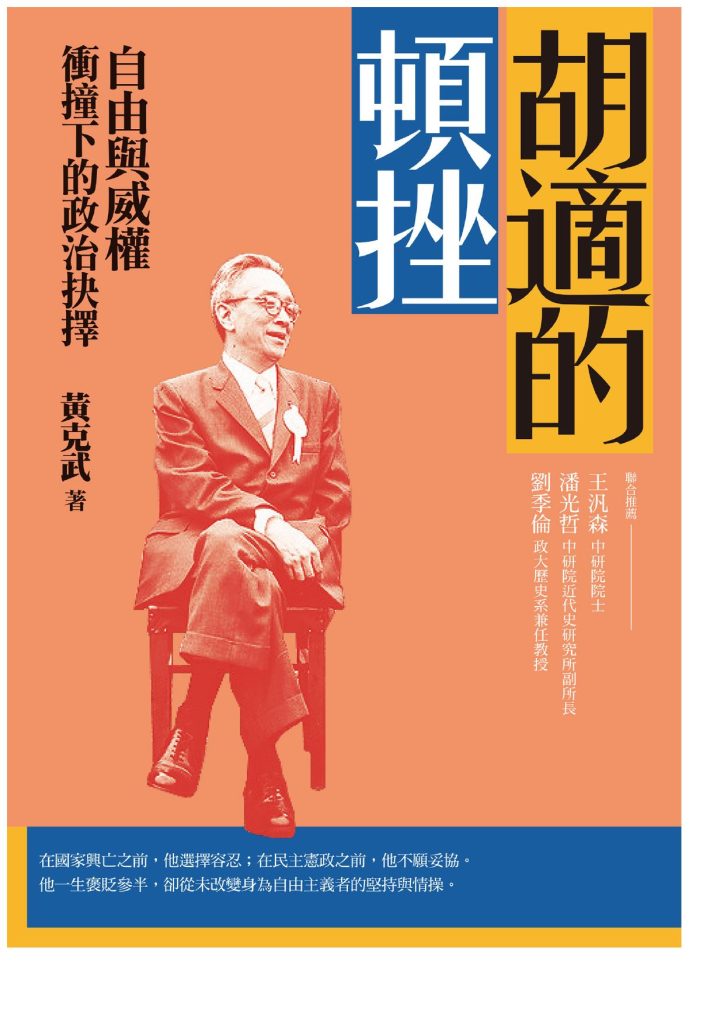 胡適的
頓挫
自由與威權
衝撞下的政治抉擇
黃克武 著
聯合推薦
王汎森 中研院院士
潘光哲 中研院近代史研究所副所長
劉季倫 政大歷史系兼任教授
在國家興亡之前，他選擇容忍；在民主憲政之前，他不願妥協。
他一生褒貶參半，卻從未改變身為自由主義者的堅持與情操。